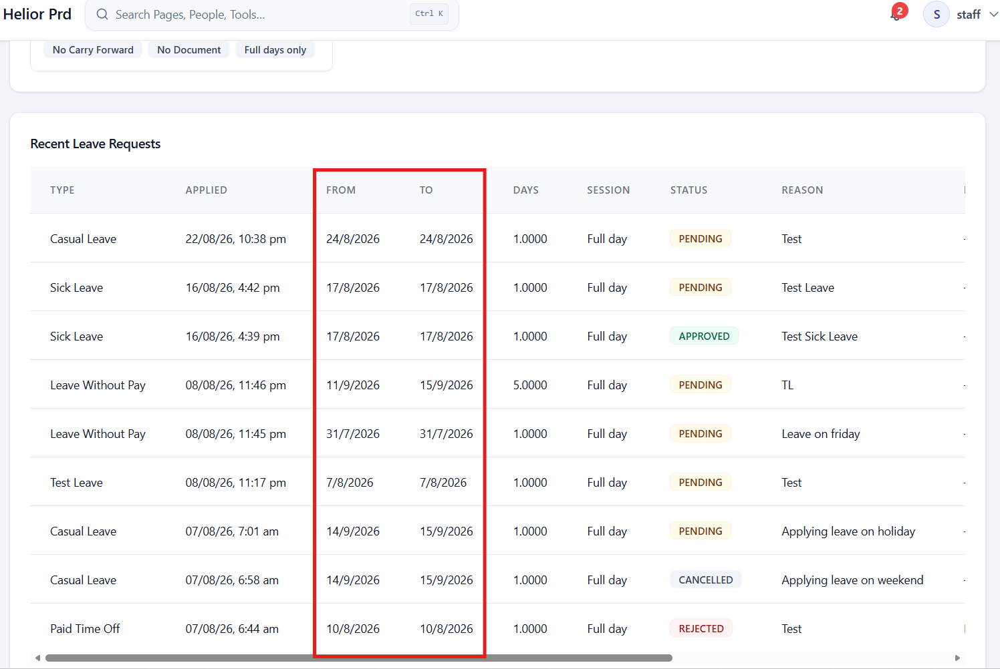 Helior Prd
Search Pages, People, Tools...
Ctrl K
2
S
staff
No Carry Forward
No Document
Full days only
Recent Leave Requests
TYPE APPLIED FROM TO DAYS SESSION STATUS REASON
Casual Leave 22/08/26, 10:38 pm 24/8/2026 24/8/2026 1.0000 Full day PENDING Test -
Sick Leave 16/08/26, 4:42 pm 17/8/2026 17/8/2026 1.0000 Full day PENDING Test Leave -
Sick Leave 16/08/26, 4:39 pm 17/8/2026 17/8/2026 1.0000 Full day APPROVED Test Sick Leave -
Leave Without Pay 08/08/26, 11:46 pm 11/9/2026 15/9/2026 5.0000 Full day PENDING TL -
Leave Without Pay 08/08/26, 11:45 pm 31/7/2026 31/7/2026 1.0000 Full day PENDING Leave on friday -
Test Leave 08/08/26, 11:17 pm 7/8/2026 7/8/2026 1.0000 Full day PENDING Test -
Casual Leave 07/08/26, 7:01 am 14/9/2026 15/9/2026 1.0000 Full day PENDING Applying leave on holiday -
Casual Leave 07/08/26, 6:58 am 14/9/2026 15/9/2026 1.0000 Full day CANCELLED Applying leave on weekend -
Paid Time Off 07/08/26, 6:44 am 10/8/2026 10/8/2026 1.0000 Full day REJECTED Test